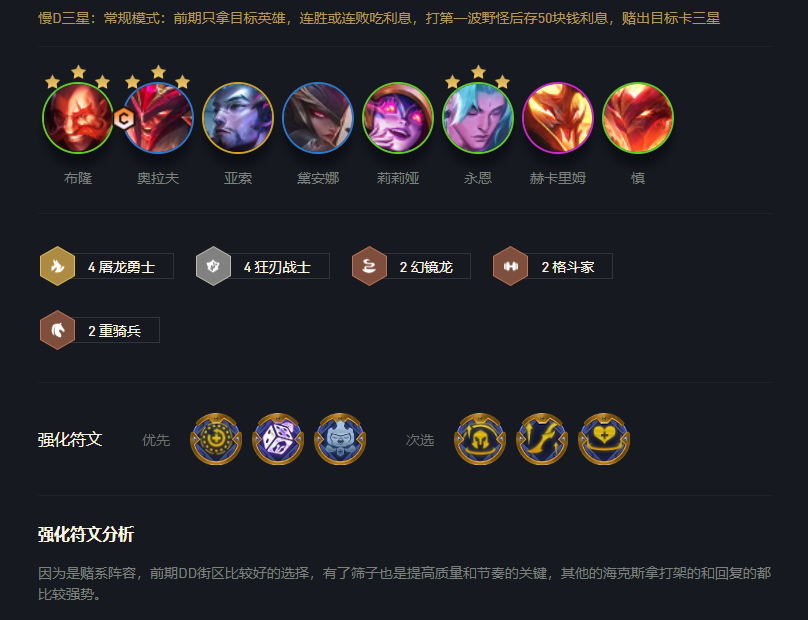 慢D三星：常规模式：前期只拿目标英雄，连胜或连败吃利息，打第一波野怪后存50块钱利息，赌出目标卡三星
C
布隆 奥拉夫 亚索 黛安娜 莉莉娅 永恩 赫卡里姆 慎
4 屠龙勇士 4 狂刃战士 2 幻镜龙 2 格斗家
2 重骑兵
强化符文 优先 次选
强化符文分析
因为是赌系阵容，前期DD街区比较好的选择，有了筛子也是提高质量和节奏的关键，其他的海克斯拿打架的和回复的都
比较强势。